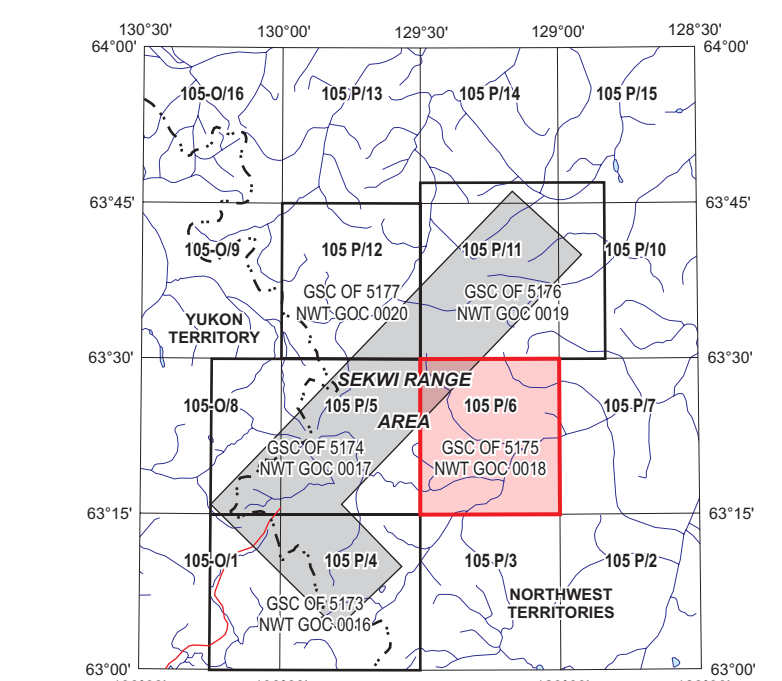 130°30' 130°00' 129°30' 129°00' 128°30'
64°00' 64°00'
105-O/16 105 P/13 105 P/14 105 P/15
63°45' 63°45'
105-O/9 105 P/12 105 P/11 105 P/10
GSC OF 5177 GSC OF 5176
NWT GOC 0020 NWT GOC 0019
YUKON
TERRITORY
63°30' 63°30'
SEKWI RANGE
105-O/8 105 P/5 105 P/6 105 P/7
AREA
GSC OF 5174 GSC OF 5175
NWT GOC 0017 NWT GOC 0018
63°15' 63°15'
105-O/1 105 P/4 105 P/3 105 P/2
NORTHWEST
TERRITORIES
GSC OF 5173
NWT GOC 0016
63°00' 63°00'